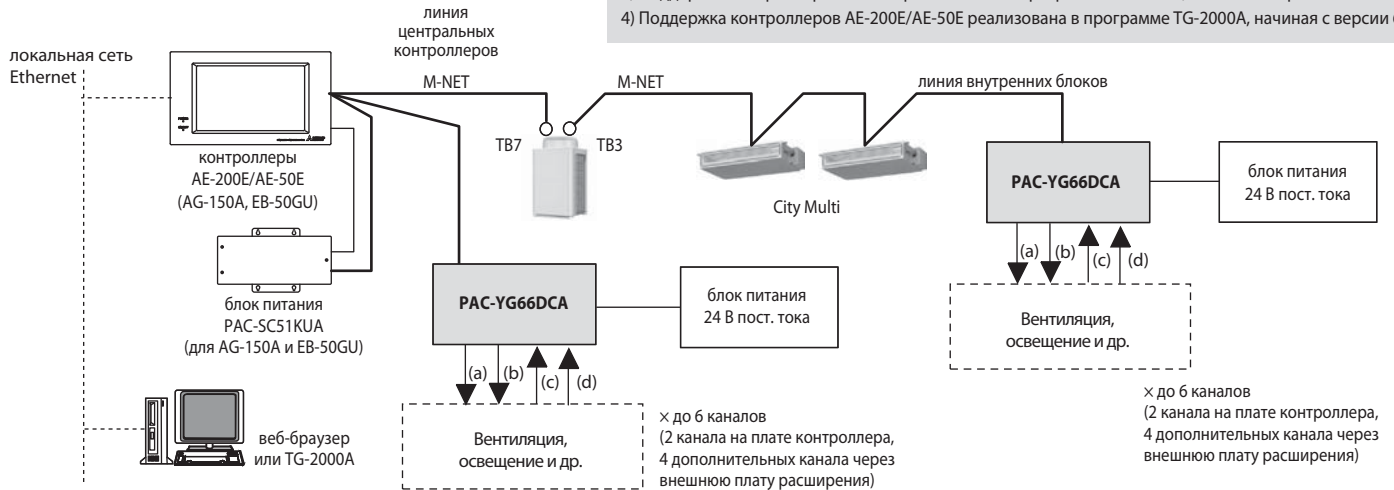 4) Поддержка контроллеров AE-200E/AE-50E реализована в программе TG-2000A, начиная с версии
линия
центральных
контроллеров
локальная сеть
Ethernet
M-NET
M-NET
линия внутренних блоков
TB7
TB3
контроллеры
AE-200E/AE-50E
(AG-150A, EB-50GU)
City Multi
PAC-YG66DCA
блок питания
24 В пост. тока
(a)
(b)
(c)
(d)
PAC-YG66DCA
блок питания
24 В пост. тока
блок питания
PAC-SC51KUA
(для AG-150A и EB-50GU)
Вентиляция,
освещение и др.
(a)
(b)
(c)
(d)
× до 6 каналов
(2 канала на плате контроллера,
4 дополнительных канала через
внешнюю плату расширения)
веб-браузер
или TG-2000A
Вентиляция,
освещение и др.
× до 6 каналов
(2 канала на плате контроллера,
4 дополнительных канала через
внешнюю плату расширения)